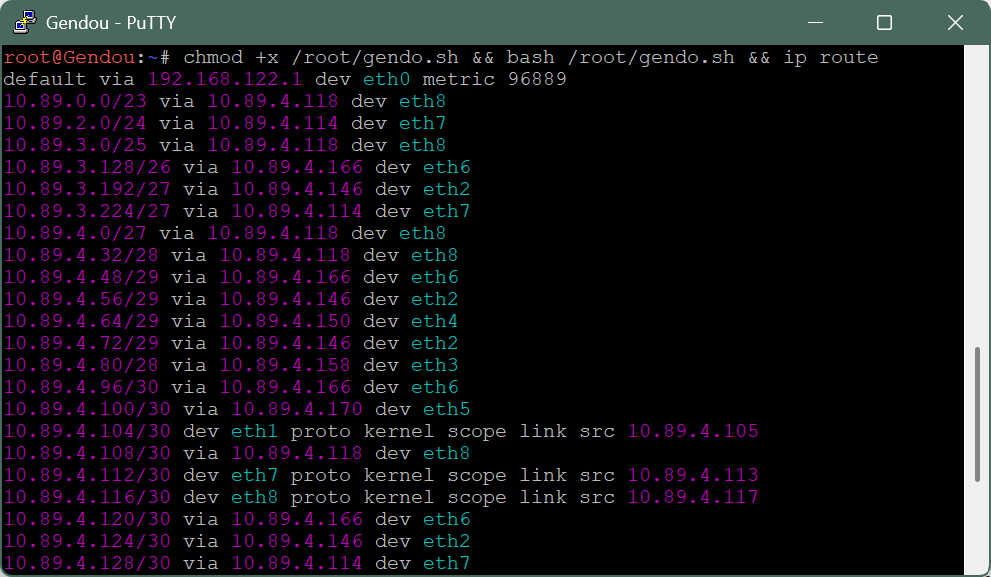 Gendou - PuTTY
root@Gendou:~# chmod +x /root/gendo.sh && bash /root/gendo.sh && ip route
default via 192.168.122.1 dev eth0 metric 96889
10.89.0.0/23 via 10.89.4.118 dev eth8
10.89.2.0/24 via 10.89.4.114 dev eth7
10.89.3.0/25 via 10.89.4.118 dev eth8
10.89.3.128/26 via 10.89.4.166 dev eth6
10.89.3.192/27 via 10.89.4.146 dev eth2
10.89.3.224/27 via 10.89.4.114 dev eth7
10.89.4.0/27 via 10.89.4.118 dev eth8
10.89.4.32/28 via 10.89.4.118 dev eth8
10.89.4.48/29 via 10.89.4.166 dev eth6
10.89.4.56/29 via 10.89.4.146 dev eth2
10.89.4.64/29 via 10.89.4.150 dev eth4
10.89.4.72/29 via 10.89.4.146 dev eth2
10.89.4.80/28 via 10.89.4.158 dev eth3
10.89.4.96/30 via 10.89.4.166 dev eth6
10.89.4.100/30 via 10.89.4.170 dev eth5
10.89.4.104/30 dev eth1 proto kernel scope link src 10.89.4.105
10.89.4.108/30 via 10.89.4.118 dev eth8
10.89.4.112/30 dev eth7 proto kernel scope link src 10.89.4.113
10.89.4.116/30 dev eth8 proto kernel scope link src 10.89.4.117
10.89.4.120/30 via 10.89.4.166 dev eth6
10.89.4.124/30 via 10.89.4.146 dev eth2
10.89.4.128/30 via 10.89.4.114 dev eth7